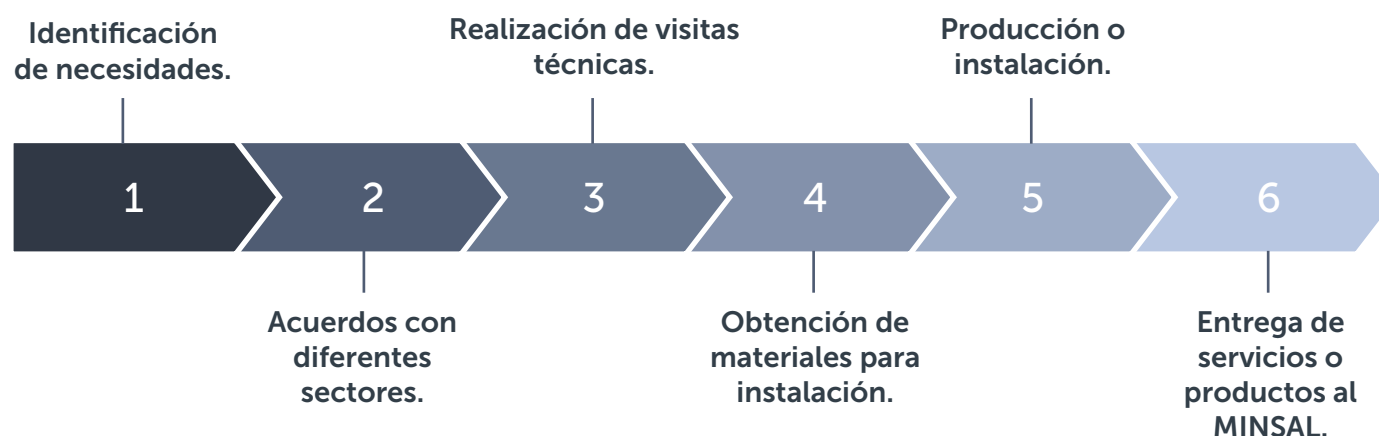 Identificación
de necesidades.
Realización de visitas
técnicas.
Producción o
instalación.
1
2
3
4
5
6
Acuerdos con
diferentes
sectores.
Obtención de
materiales para
instalación.
Entrega de
servicios o
productos al
MINSAL.